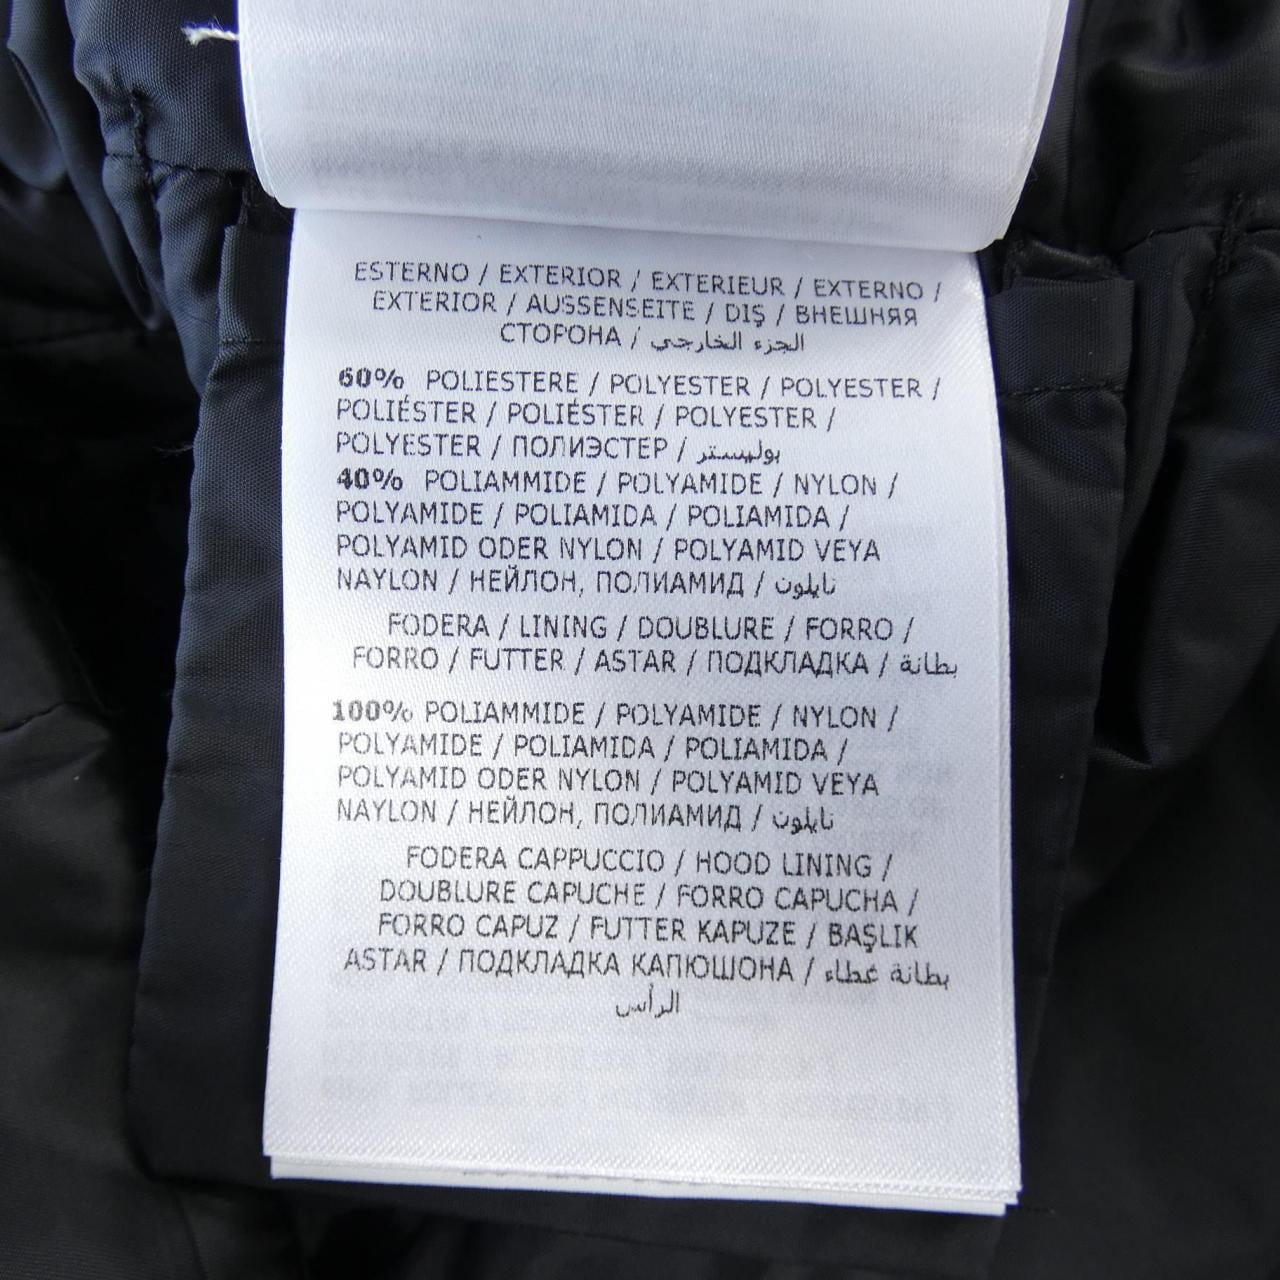 ESTERNO / EXTERIOR / EXTERIEUR / EXTERNO /
EXTERIOR / AUSSENSEITE / DIŞ / ВНЕШНЯЯ
СТОРОНА / الجزء الخارجي
60% POLIESTERE / POLYESTER / POLYESTER /
POLIÉSTER / POLIÉSTER / POLYESTER /
POLYESTER / ПОЛИЭСТЕР / بوليستر
40% POLIAMMIDE / POLYAMIDE / NYLON /
POLYAMIDE / POLIAMIDA / POLIAMIDA /
POLYAMID ODER NYLON / POLYAMID VEYA
NAYLON / НЕЙЛОН, ПОЛИАМИД / نايلون
FODERA / LINING / DOUBLURE / FORRO /
FORRO / FUTTER / ASTAR / ПОДКЛАДКА / بطانة
100% POLIAMMIDE / POLYAMIDE / NYLON /
POLYAMIDE / POLIAMIDA / POLIAMIDA /
POLYAMID ODER NYLON / POLYAMID VEYA
NAYLON / НЕЙЛОН, ПОЛИАМИД / نايلون
FODERA CAPPUCCIO / HOOD LINING /
DOUBLURE CAPUCHE / FORRO CAPUCHA /
FORRO CAPUZ / FUTTER KAPUZE / BAŞLIK
ASTAR / ПОДКЛАДКА КАПЮШОНА / بطانة غطاء
الرأس